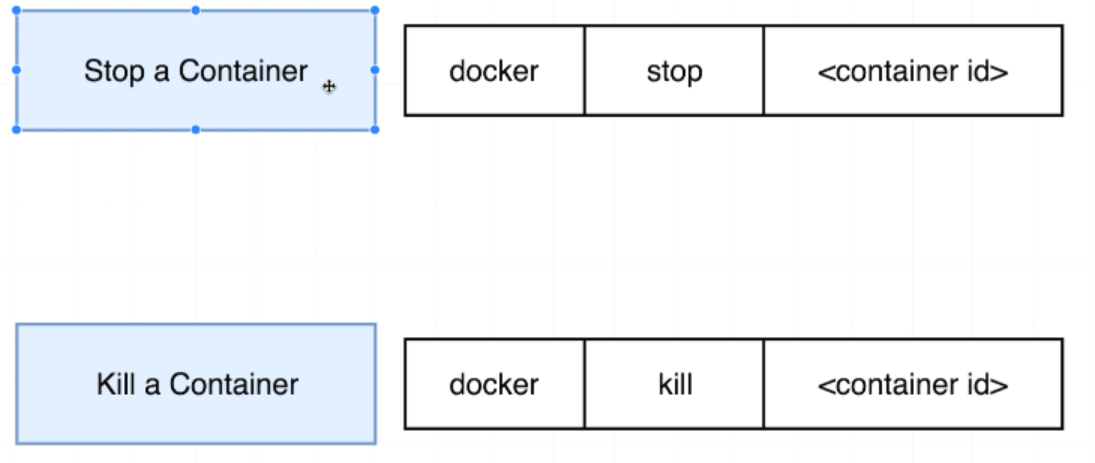 Stop a Container docker stop <container id>
Kill a Container docker kill <container id>